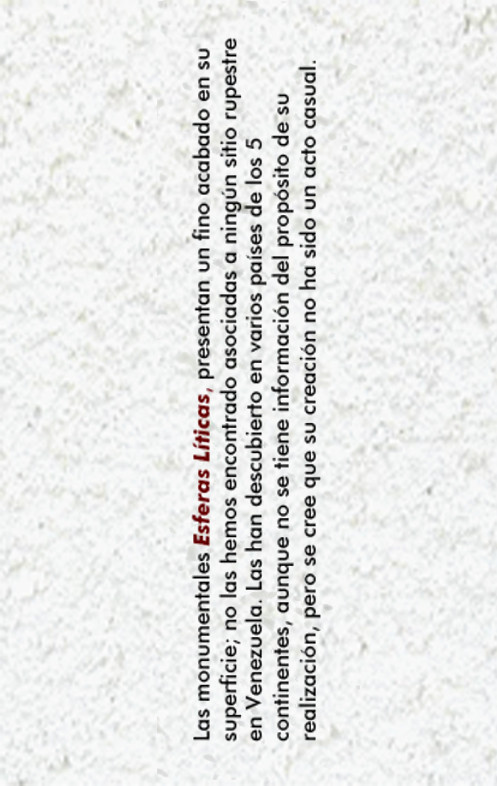 Las monumentales Esferas Líticas, presentan un fino acabado en su
superficie; no las hemos encontrado asociadas a ningún sitio rupestre
en Venezuela. Las han descubierto en varios países de los 5
continentes, aunque no se tiene información del propósito de su
realización, pero se cree que su creación no ha sido un acto casual.